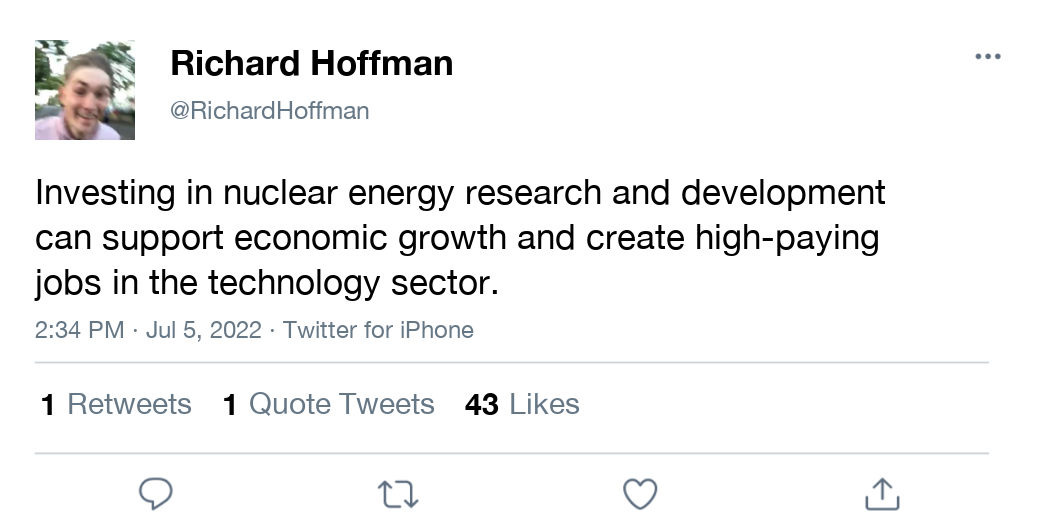 Richard Hoffman
@RichardHoffman
Investing in nuclear energy research and development
can support economic growth and create high-paying
jobs in the technology sector.
2:34 PM · Jul 5, 2022 · Twitter for iPhone
1 Retweets 1 Quote Tweets 43 Likes